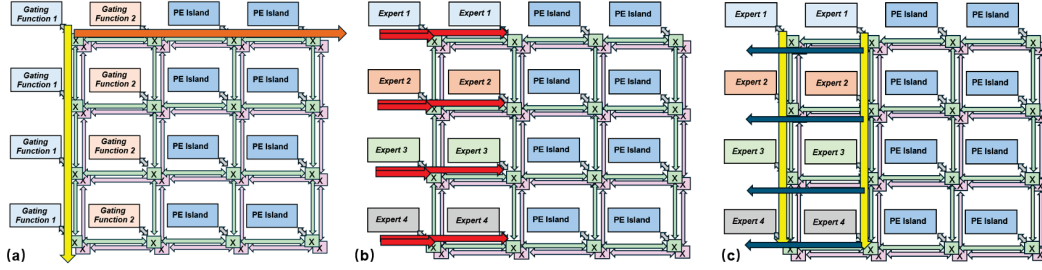 Gating
Function 1
Gating
Function 2
PE Island
PE Island
X
X
X
X
Gating
Function 1
Gating
Function 2
PE Island
PE Island
X
X
X
X
Gating
Function 1
Gating
Function 2
PE Island
PE Island
X
X
X
X
Gating
Function 1
Gating
Function 2
PE Island
PE Island
X
X
X
X
(a)
Expert 1
Expert 1
PE Island
PE Island
X
X
X
X
Expert 2
Expert 2
PE Island
PE Island
X
X
X
X
Expert 3
Expert 3
PE Island
PE Island
X
X
X
X
Expert 4
Expert 4
PE Island
PE Island
X
X
X
X
(b)
Expert 1
Expert 1
PE Island
PE Island
X
X
X
X
Expert 2
Expert 2
PE Island
PE Island
X
X
X
X
Expert 3
Expert 3
PE Island
PE Island
X
X
X
X
Expert 4
Expert 4
PE Island
PE Island
X
X
X
X
(c)